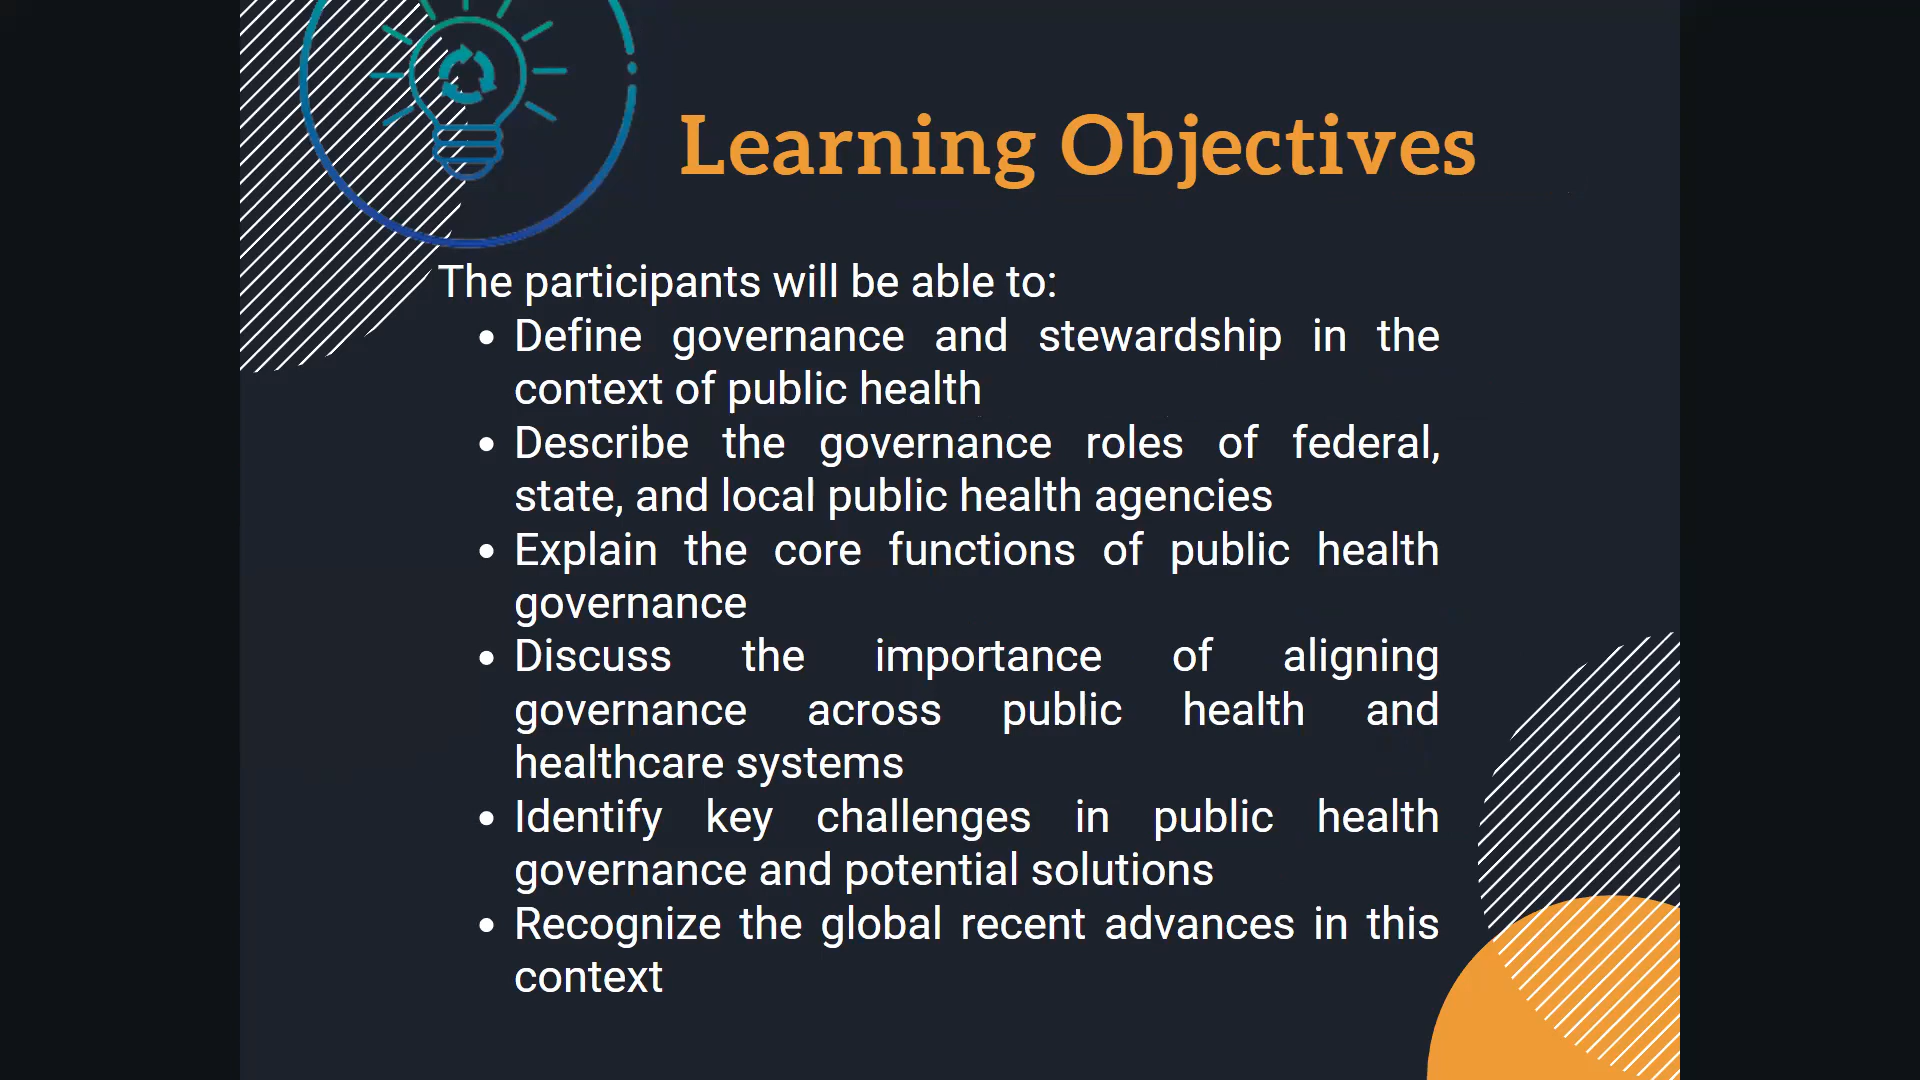 Learning Objectives
The participants will be able to:
• Define governance and stewardship in the
context of public health
• Describe the governance roles of federal,
state, and local public health agencies
• Explain the core functions of public health
governance
• Discuss the importance of aligning
governance across public health and
healthcare systems
• Identify key challenges in public health
governance and potential solutions
• Recognize the global recent advances in this
context